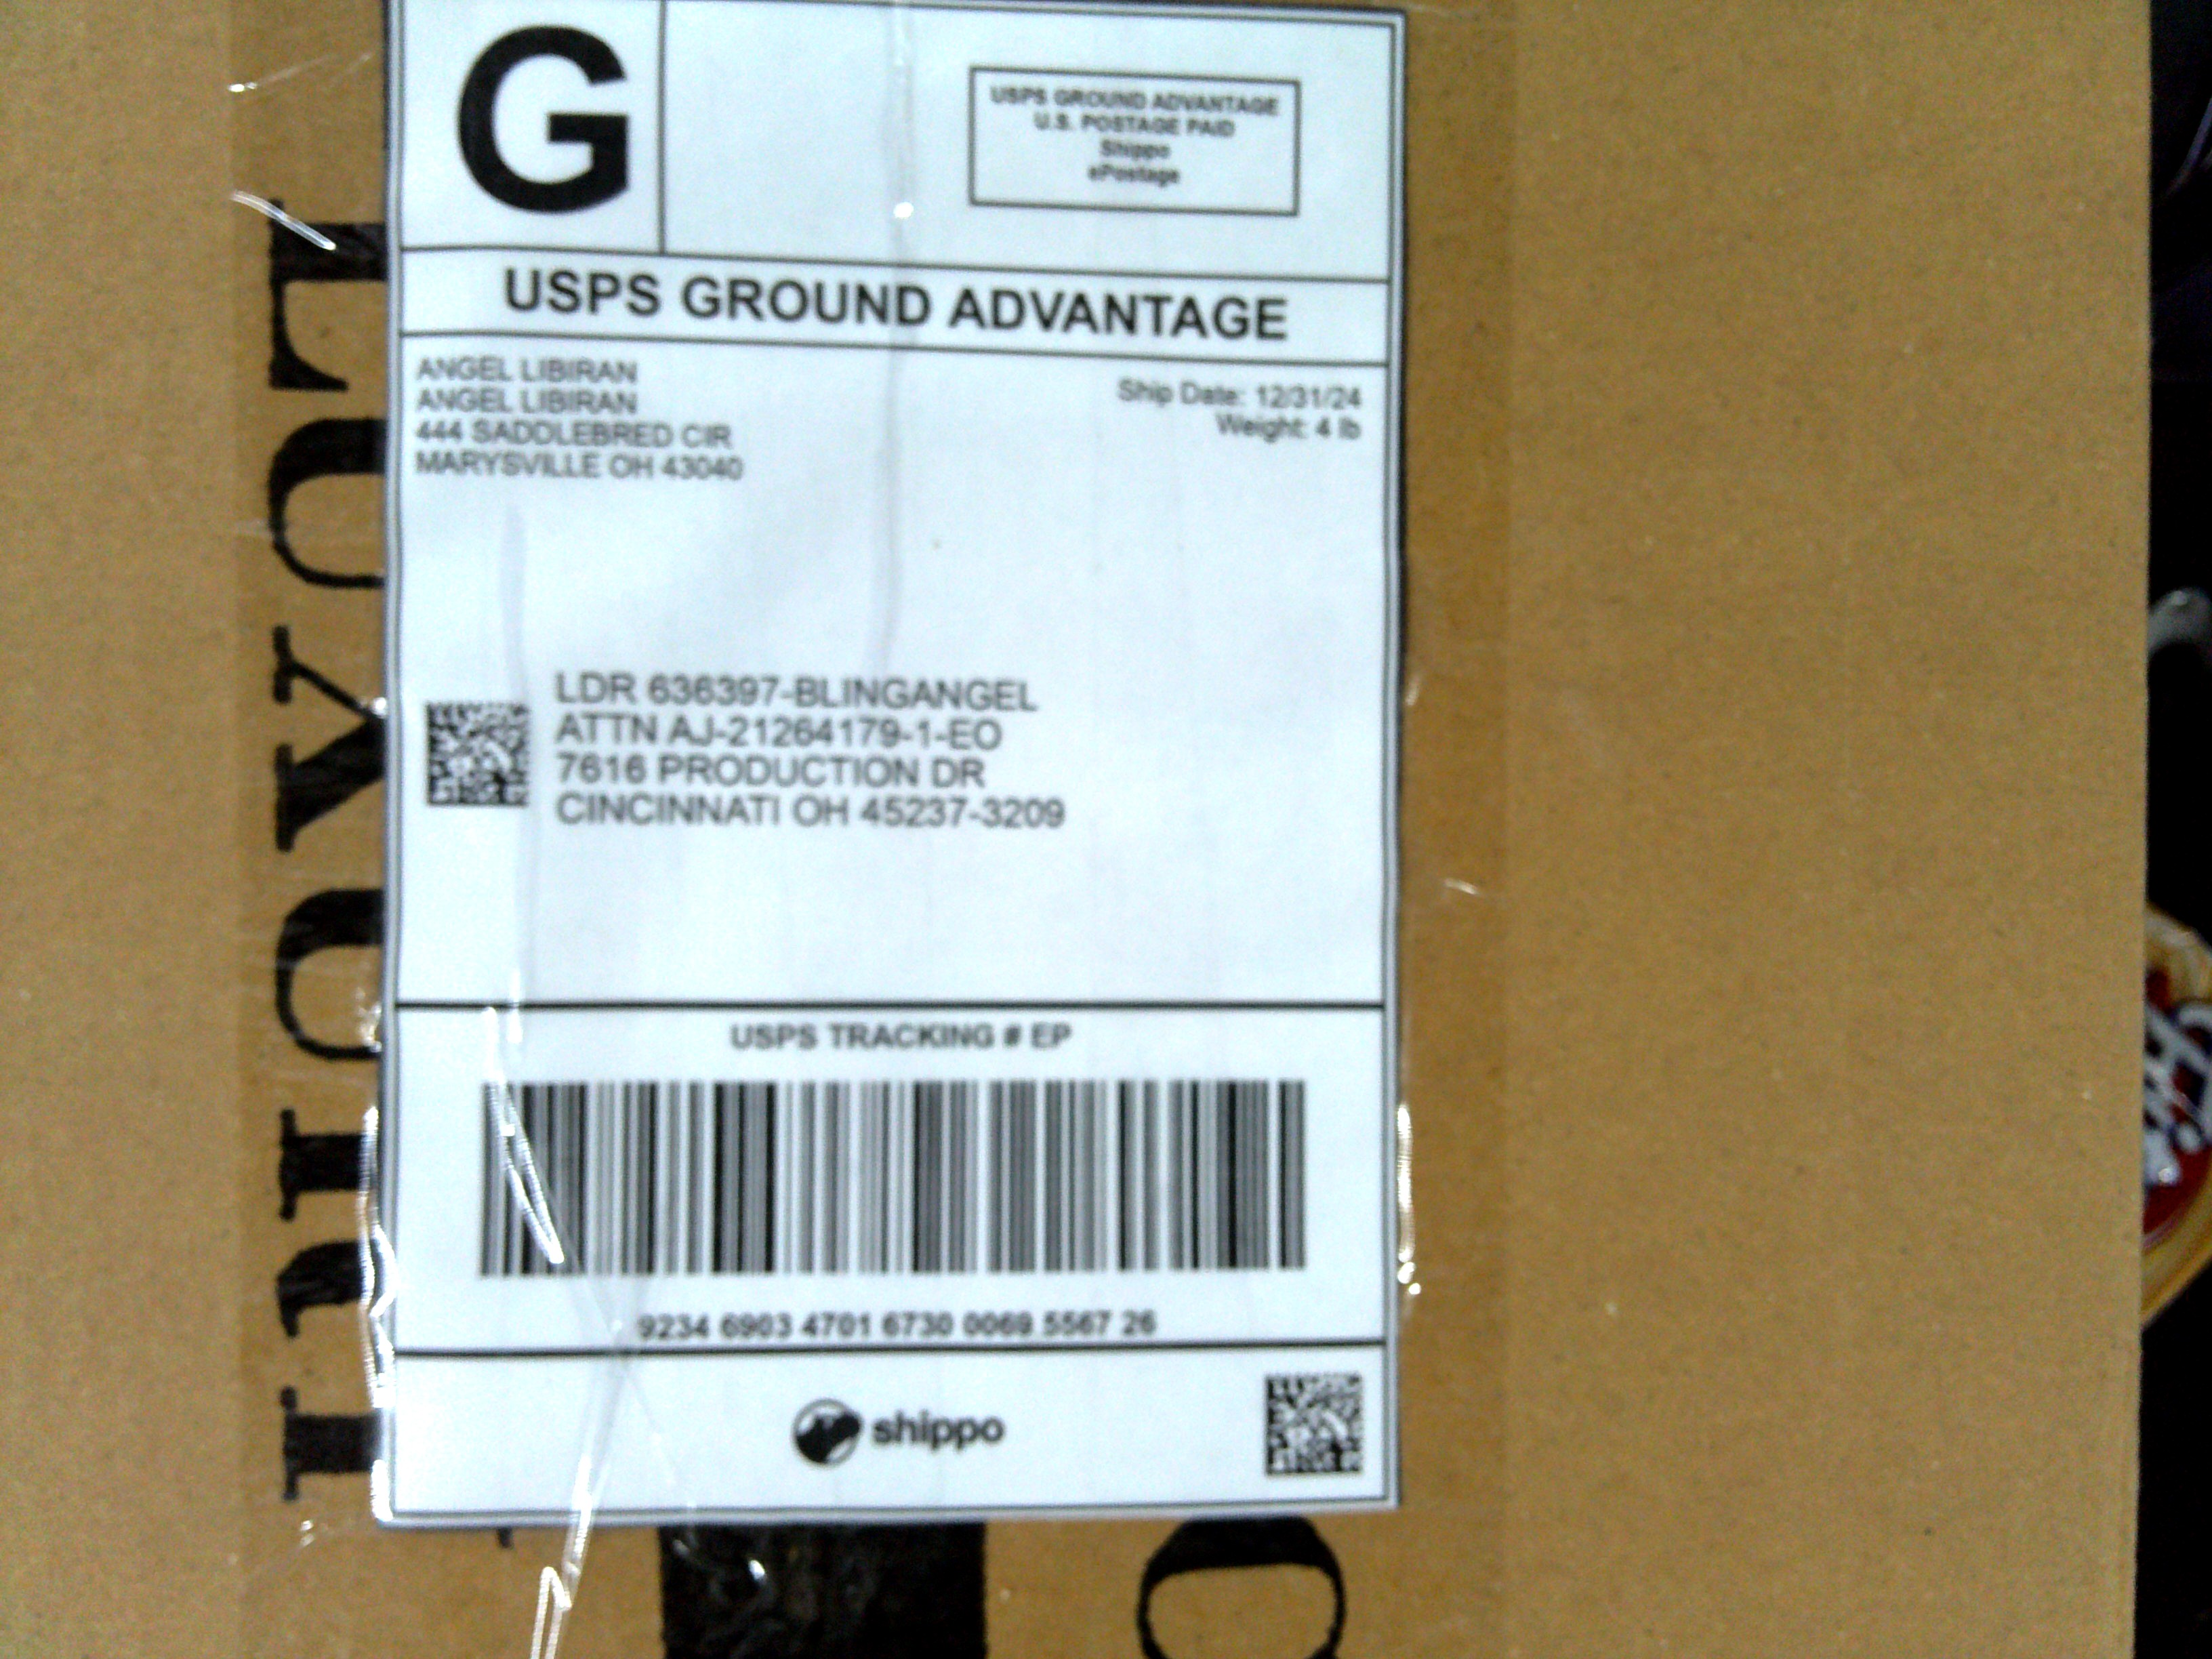 G
USPS GROUND ADVANTAGE
U.S. POSTAGE PAID
Shippo
ePostage
USPS GROUND ADVANTAGE
ANGEL LIBIRAN
ANGEL LIBIRAN
444 SADDLEBRED CIR
MARYSVILLE OH 43040
Ship Date: 12/31/24
Weight: 4 lb
LDR 636397-BLINGANGEL
ATTN AJ-21264179-1-EO
7616 PRODUCTION DR
CINCINNATI OH 45237-3209
USPS TRACKING # EP
9234 6903 4701 6730 0069 5567 26
shippo